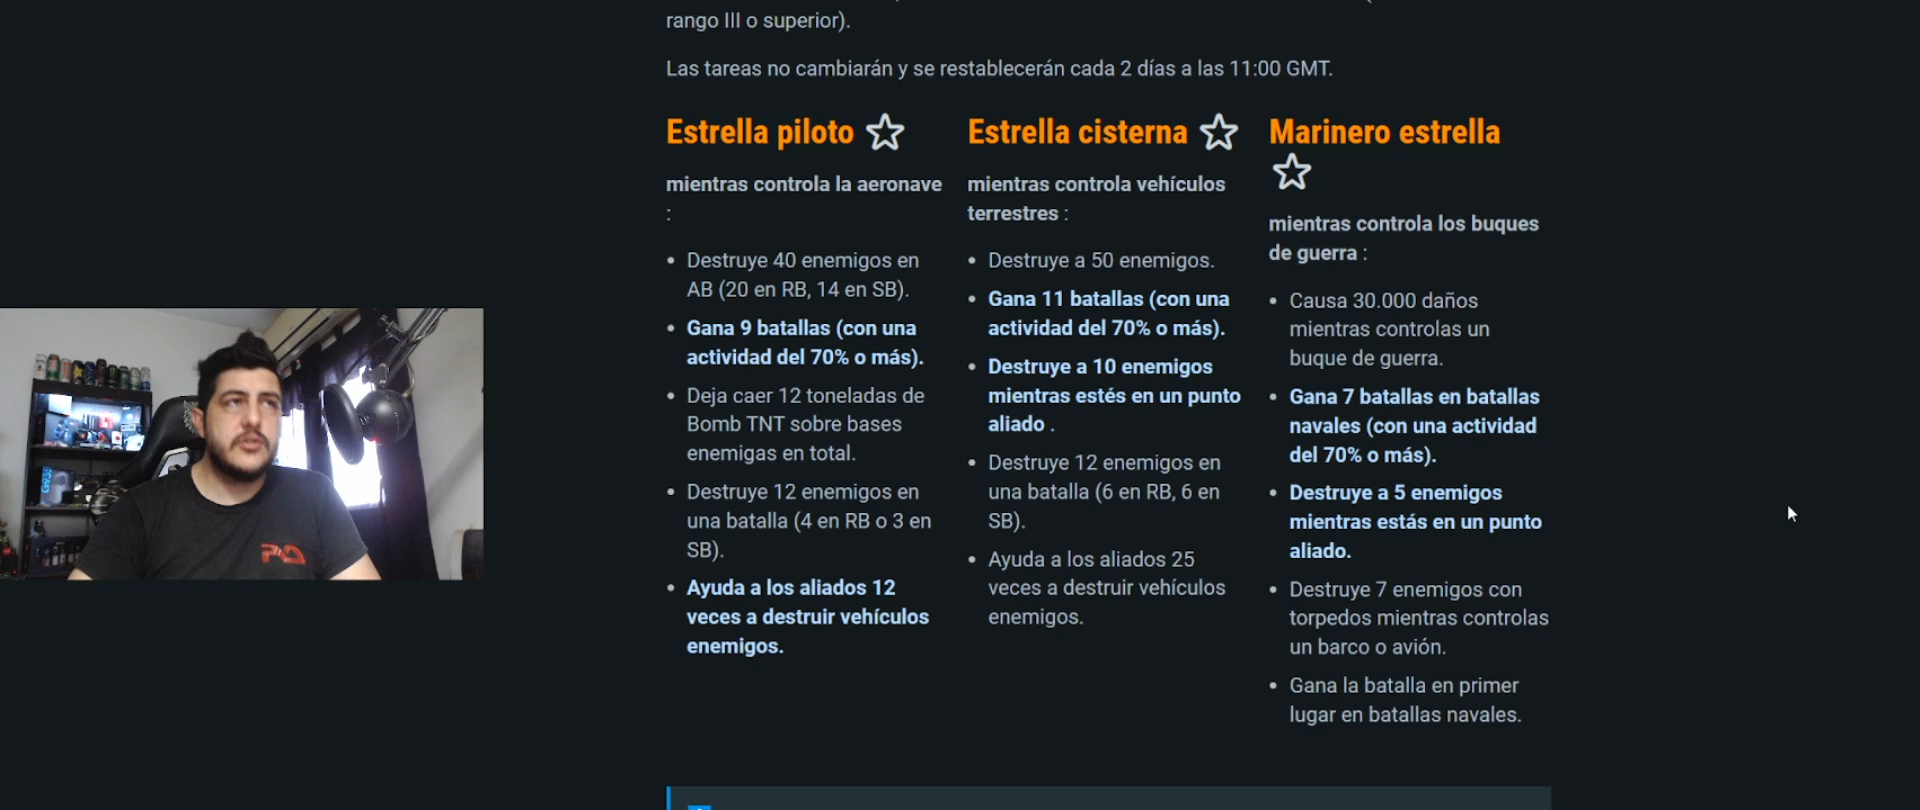 rango III o superior).
Las tareas no cambiarán y se restablecerán cada 2 días a las 11:00 GMT.
Estrella piloto
mientras controla la aeronave
:
• Destruye 40 enemigos en
AB (20 en RB, 14 en SB).
• Gana 9 batallas (con una
actividad del 70% o más).
• Deja caer 12 toneladas de
Bomb TNT sobre bases
enemigas en total.
• Destruye 12 enemigos en
una batalla (4 en RB o 3 en
SB).
• Ayuda a los aliados 12
veces a destruir vehículos
enemigos.
Estrella cisterna
mientras controla vehículos
terrestres :
• Destruye a 50 enemigos.
• Gana 11 batallas (con una
actividad del 70% o más).
• Destruye a 10 enemigos
mientras estés en un punto
aliado .
• Destruye 12 enemigos en
una batalla (6 en RB, 6 en
SB).
• Ayuda a los aliados 25
veces a destruir vehículos
enemigos.
Marinero estrella
mientras controla los buques
de guerra :
• Causa 30.000 daños
mientras controlas un
buque de guerra.
• Gana 7 batallas en batallas
navales (con una actividad
del 70% o más).
• Destruye a 5 enemigos
mientras estás en un punto
aliado.
• Destruye 7 enemigos con
torpedos mientras controlas
un barco o avión.
• Gana la batalla en primer
lugar en batallas navales.